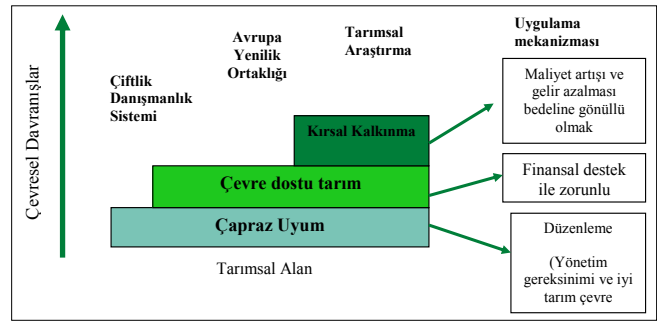 Çevresel Davranışlar
Çiftlik
Danışmanlık
Sistemi
Avrupa
Yenilik
Ortaklığı
Tarımsal
Araştırma
Uygulama
mekanizması
Kırsal Kalkınma
Çevre dostu tarım
Çapraz Uyum
Tarımsal Alan
Maliyet artışı ve
gelir azalması
bedeline gönüllü
olmak
Finansal destek
ile zorunlu
Düzenleme
(Yönetim
gereksinimi ve iyi
tarım çevre